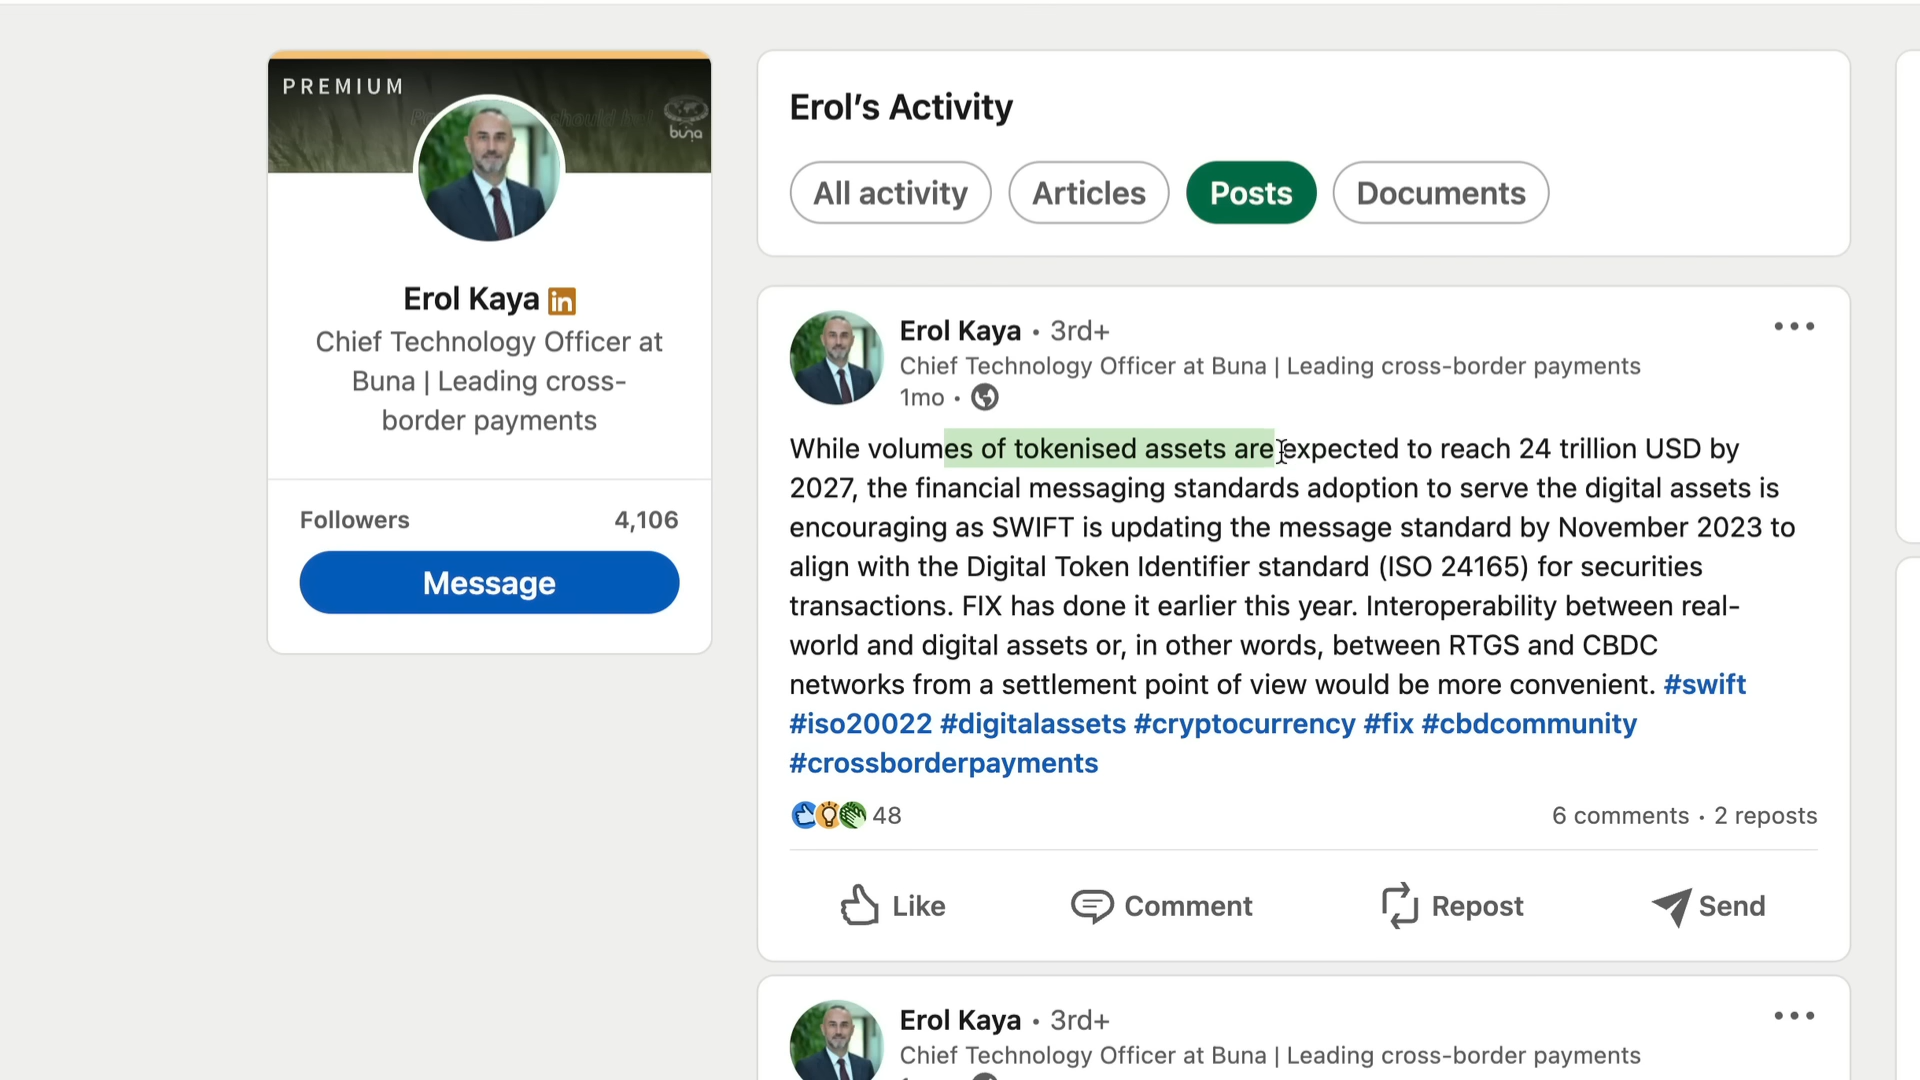 PREMIUM
buna
Erol Kaya in
Chief Technology Officer at
Buna | Leading cross-
border payments
Followers 4,106
Message
Erol's Activity
All activity Articles Posts Documents
Erol Kaya • 3rd+
Chief Technology Officer at Buna | Leading cross-border payments
1mo •
While volumes of tokenised assets are expected to reach 24 trillion USD by
2027, the financial messaging standards adoption to serve the digital assets is
encouraging as SWIFT is updating the message standard by November 2023 to
align with the Digital Token Identifier standard (ISO 24165) for securities
transactions. FIX has done it earlier this year. Interoperability between real-
world and digital assets or, in other words, between RTGS and CBDC
networks from a settlement point of view would be more convenient. #swift
#iso20022 #digitalassets #cryptocurrency #fix #cbdcommunity
#crossborderpayments
48 6 comments • 2 reposts
Like Comment Repost Send
Erol Kaya • 3rd+
Chief Technology Officer at Buna | Leading cross-border payments